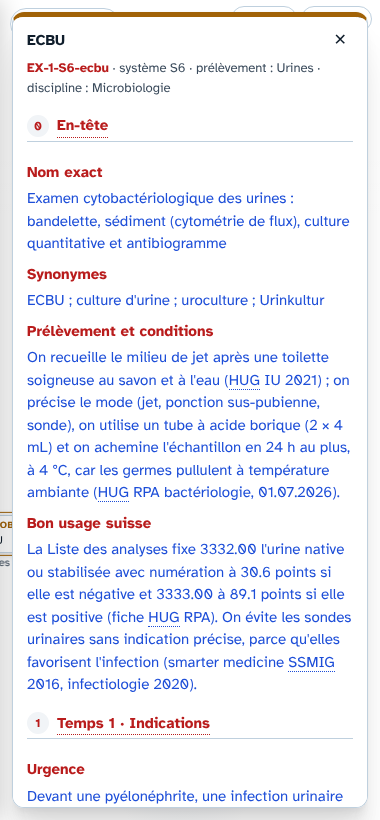 ECBU ✕
EX-1-S6-ecbu · système S6 · prélèvement : Urines ·
discipline : Microbiologie
0 En-tête
Nom exact
Examen cytobactériologique des urines :
bandelette, sédiment (cytométrie de flux), culture
quantitative et antibiogramme
Synonymes
ECBU ; culture d'urine ; uroculture ; Urinkultur
Prélèvement et conditions
On recueille le milieu de jet après une toilette
soigneuse au savon et à l'eau (HUG IU 2021) ; on
précise le mode (jet, ponction sus-pubienne,
sonde), on utilise un tube à acide borique (2 × 4
mL) et on achemine l'échantillon en 24 h au plus,
à 4 °C, car les germes pullulent à température
ambiante (HUG RPA bactériologie, 01.07.2026).
Bon usage suisse
La Liste des analyses fixe 3332.00 l'urine native
ou stabilisée avec numération à 30.6 points si
elle est négative et 3333.00 à 89.1 points si elle
est positive (fiche HUG RPA). On évite les sondes
urinaires sans indication précise, parce qu'elles
favorisent l'infection (smarter medicine SSMIG
2016, infectiologie 2020).
1 Temps 1 · Indications
Urgence
Devant une pyélonéphrite, une infection urinaire